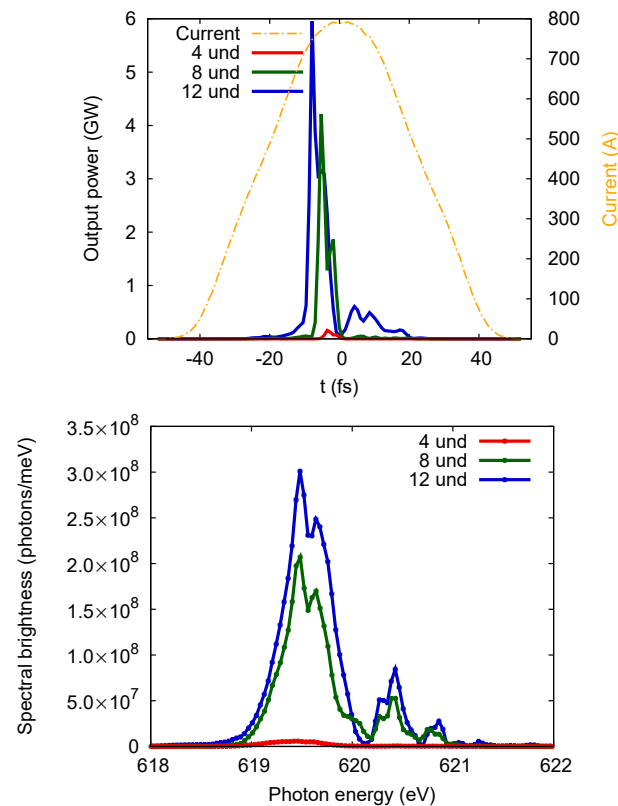 Current
4 und
8 und
12 und
Output power (GW)
6
5
4
3
2
1
0
Current (A)
800
700
600
500
400
300
200
100
0
-40 -20 0 20 40
t (fs)
Spectral brightness (photons/meV)
3.5×10⁸
3.0×10⁸
2.5×10⁸
2.0×10⁸
1.5×10⁸
1.0×10⁸
5.0×10⁷
0
4 und
8 und
12 und
618 619 620 621 622
Photon energy (eV)